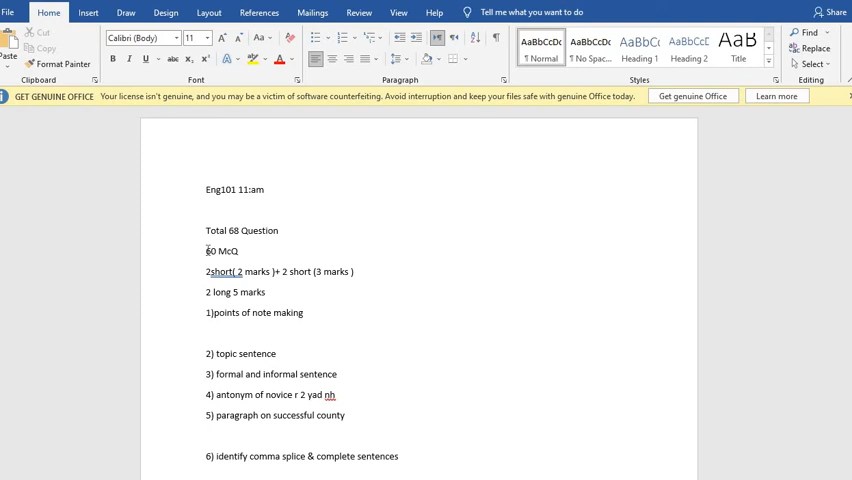 File Home Insert Draw Design Layout References Mailings Review View Help Tell me what you want to do Share
Cut
Copy
Format Painter
Paste
Calibri (Body) 11 A A Aa
B I U abc X₂ X² A ab A
AaBbCcDc AaBbCcDc AaBbCc AaBbCcD AaB
¶ Normal ¶ No Spac... Heading 1 Heading 2 Title
Find
Replace
Select
Clipboard Font Paragraph Styles Editing
GET GENUINE OFFICE Your license isn't genuine, and you may be a victim of software counterfeiting. Avoid interruption and keep your files safe with genuine Office today. Get genuine Office Learn more
Eng101 11:am
Total 68 Question
60 McQ
2short( 2 marks )+ 2 short (3 marks )
2 long 5 marks
1)points of note making
2) topic sentence
3) formal and informal sentence
4) antonym of novice r 2 yad nh
5) paragraph on successful county
6) identify comma splice & complete sentences